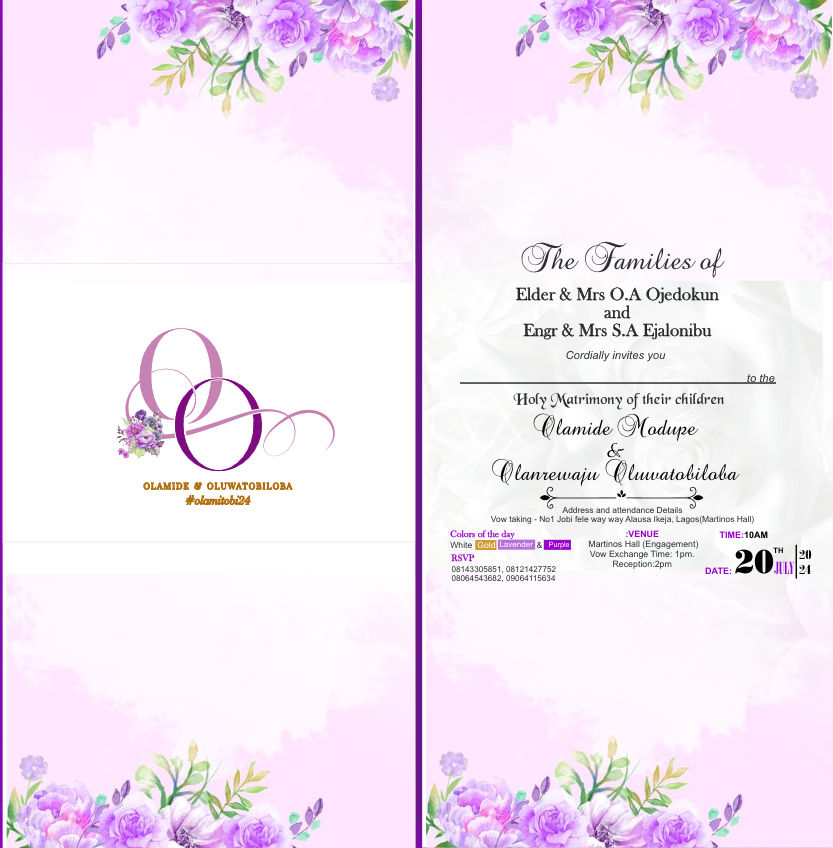 O
O
OLAMIDE & OLUWATOBILOBA
#olamitobi24
The Families of
Elder & Mrs O.A Ojedokun
and
Engr & Mrs S.A Ejalonibu
Cordially invites you
to the
Holy Matrimony of their children
Olamide Modupe
&
Olanrewaju Oluwatobiloba
Address and attendance Details
Vow taking - No1 Jobi fele way way Alausa Ikeja, Lagos(Martinos Hall)
Colors of the day
White Gold Lavender & Purple
RSVP
08143305851, 08121427752
08064543682, 09064115634
:VENUE
Martinos Hall (Engagement)
Vow Exchange Time: 1pm.
Reception:2pm
TIME:10AM
DATE: 20TH JULY 2024